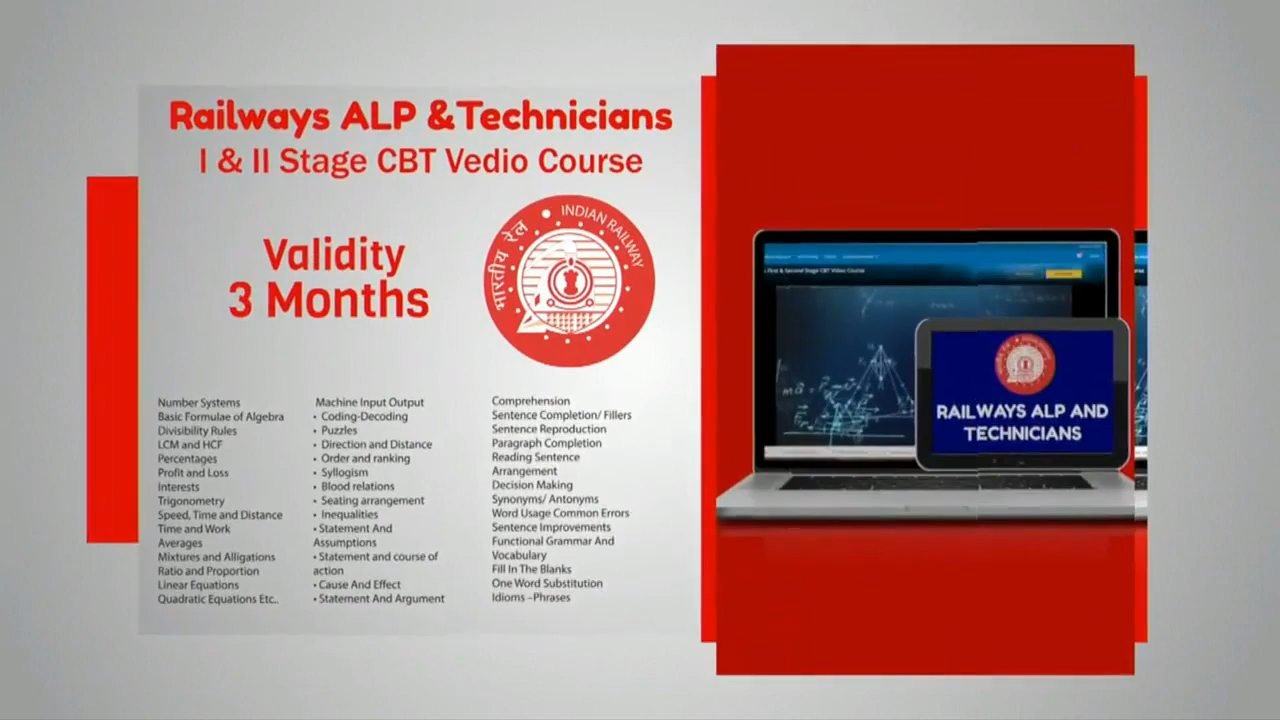 Railways ALP &Technicians
I & II Stage CBT Vedio Course
Validity
3 Months
भारतीय रेल
INDIAN RAILWAY
Number Systems
Basic Formulae of Algebra
Divisibility Rules
LCM and HCF
Percentages
Profit and Loss
Interests
Trigonometry
Speed, Time and Distance
Time and Work
Averages
Mixtures and Alligations
Ratio and Proportion
Linear Equations
Quadratic Equations Etc..
Machine Input Output
• Coding-Decoding
• Puzzles
• Direction and Distance
• Order and ranking
• Syllogism
• Blood relations
• Seating arrangement
• Inequalities
• Statement And
Assumptions
• Statement and course of
action
• Cause And Effect
• Statement And Argument
Comprehension
Sentence Completion/ Fillers
Sentence Reproduction
Paragraph Completion
Reading Sentence
Arrangement
Decision Making
Synonyms/ Antonyms
Word Usage Common Errors
Sentence Improvements
Functional Grammar And
Vocabulary
Fill In The Blanks
One Word Substitution
Idioms –Phrases
First & Second Stage CBT Video Course
RAILWAYS ALP AND
TECHNICIANS